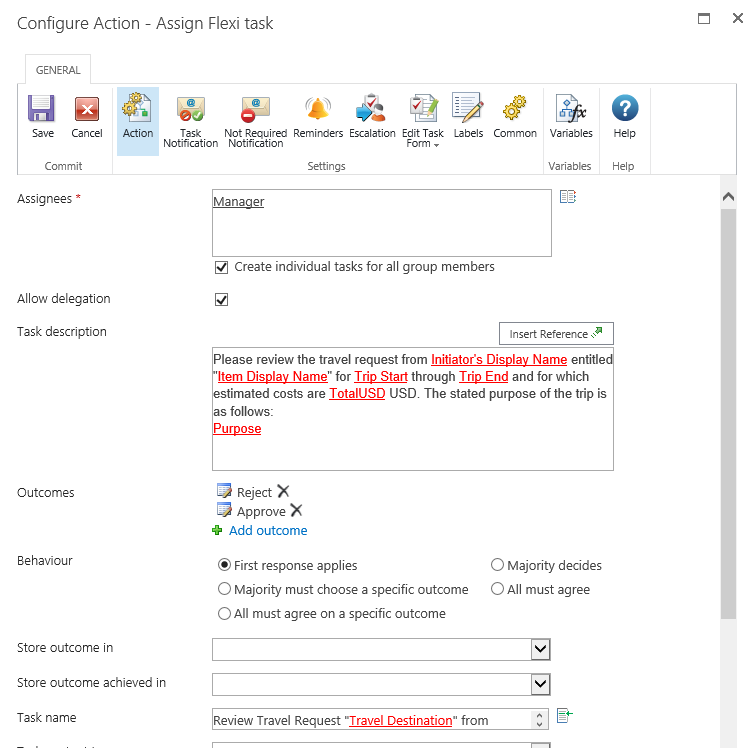 Configure Action - Assign Flexi task
GENERAL
Save
Cancel
Action
Task
Notification
Not Required
Notification
Reminders
Escalation
Edit Task
Form
Labels
Common
Variables
Help
Commit
Settings
Variables
Help
Assignees *
Manager
Create individual tasks for all group members
Allow delegation
Task description
Insert Reference
Please review the travel request from Initiator's Display Name entitled
"Item Display Name" for Trip Start through Trip End and for which
estimated costs are TotalUSD USD. The stated purpose of the trip is
as follows:
Purpose
Outcomes
Reject
Approve
Add outcome
Behaviour
First response applies
Majority decides
Majority must choose a specific outcome
All must agree
All must agree on a specific outcome
Store outcome in
Store outcome achieved in
Task name
Review Travel Request "Travel Destination" from